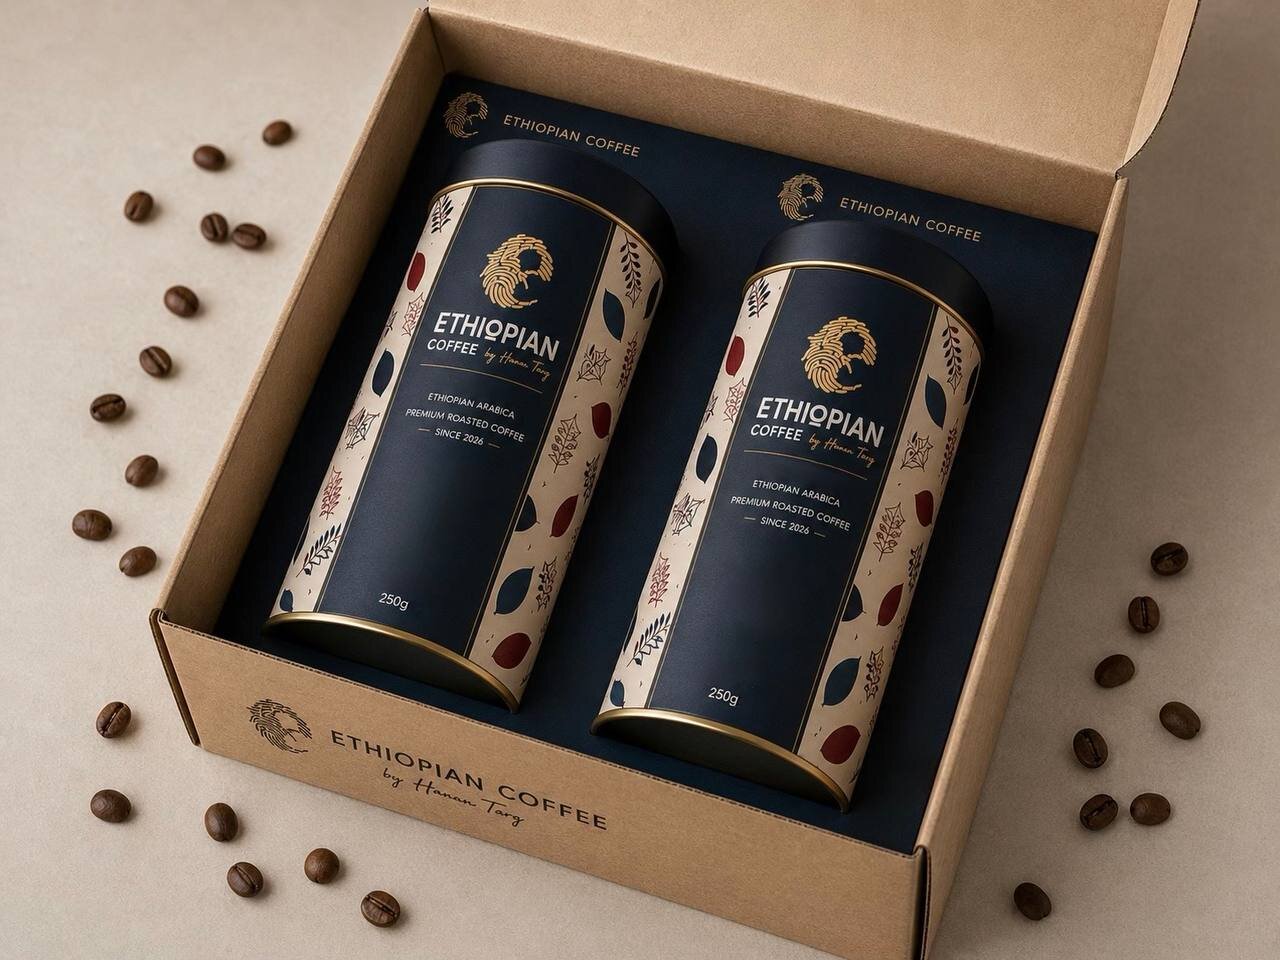 ETHIOPIAN COFFEE
ETHIOPIAN COFFEE
ETHIOPIAN
COFFEE by Hanan Targ
ETHIOPIAN ARABICA
PREMIUM ROASTED COFFEE
SINCE 2026
250g
ETHIOPIAN
COFFEE by Hanan Targ
ETHIOPIAN ARABICA
PREMIUM ROASTED COFFEE
SINCE 2026
250g
ETHIOPIAN COFFEE
by Hanan Targ